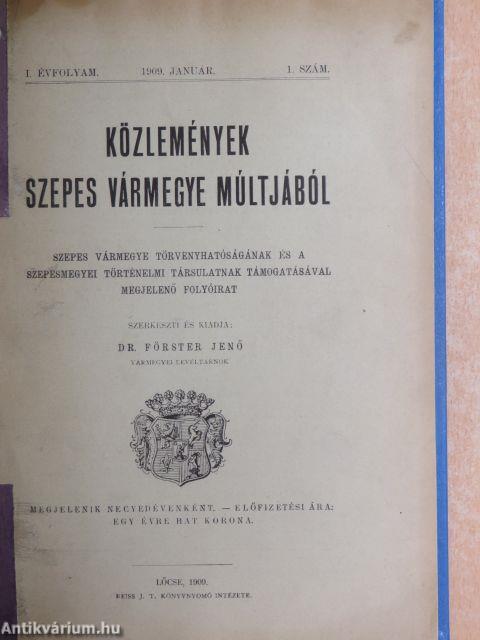 I. ÉVFOLYAM. 1909. JANUÁR. 1. SZÁM.
KÖZLEMÉNYEK
SZEPES VÁRMEGYE MÚLTJÁBÓL
SZEPES VÁRMEGYE TÖRVENYHATÓSÁGÁNAK ÉS A
SZEPESMEGYEI TÖRTÉNELMI TÁRSULATNAK TÁMOGATÁSÁVAL
MEGJELENŐ FOLYÓIRAT
SZERKESZTI ÉS KIADJA:
DR. FÖRSTER JENŐ
VÁRMEGYEI LEVÉLTÁRNOK
MEGJELENIK NEGYEDÉVENKÉNT. — ELŐFIZETÉSI ÁRA:
EGY ÉVRE HAT KORONA.
LŐCSE, 1909.
REISS J. T. KÖNYVNYOMÓ INTÉZETE.
Antikvárium.hu